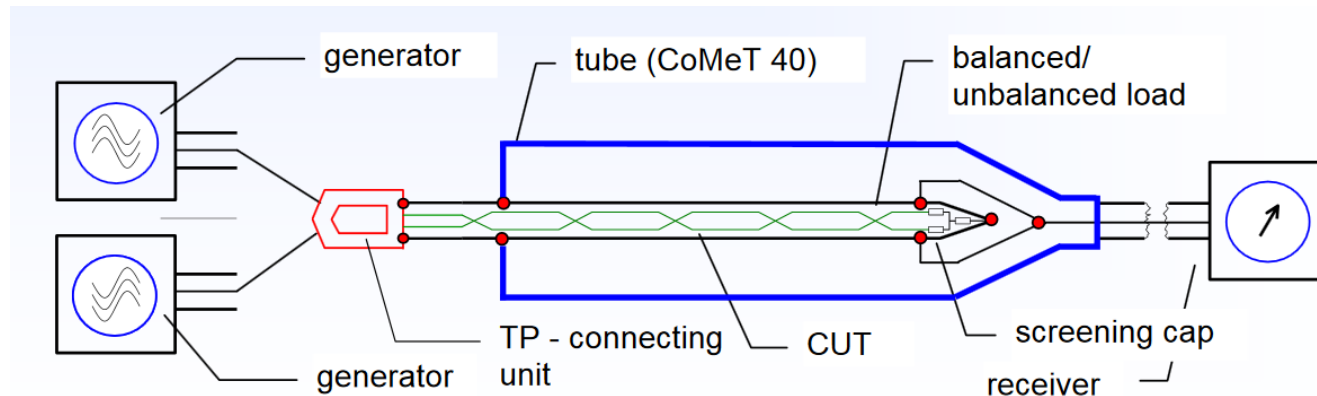 generator
tube (CoMeT 40)
balanced/
unbalanced load
generator
TP - connecting
unit
CUT
screening cap
receiver